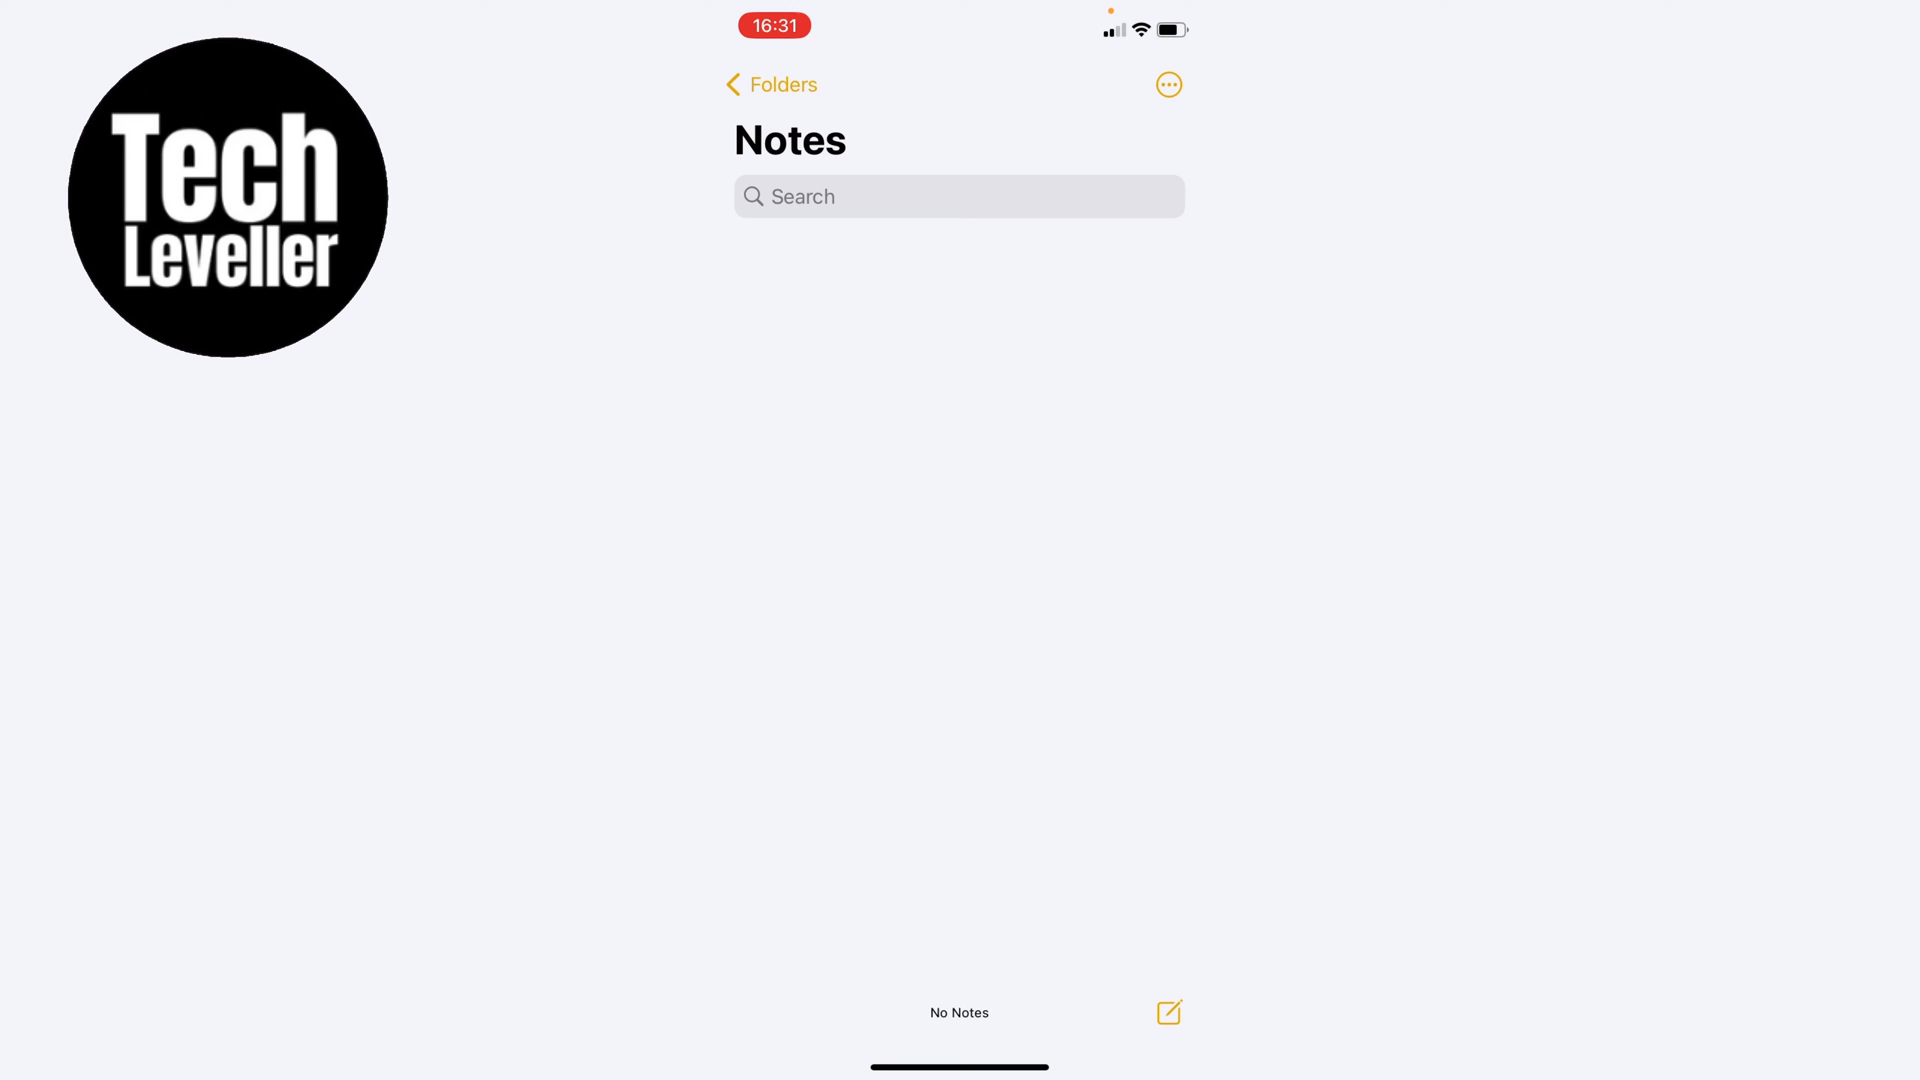 Tech
Leveller
16:31
Folders
Notes
Search
No Notes